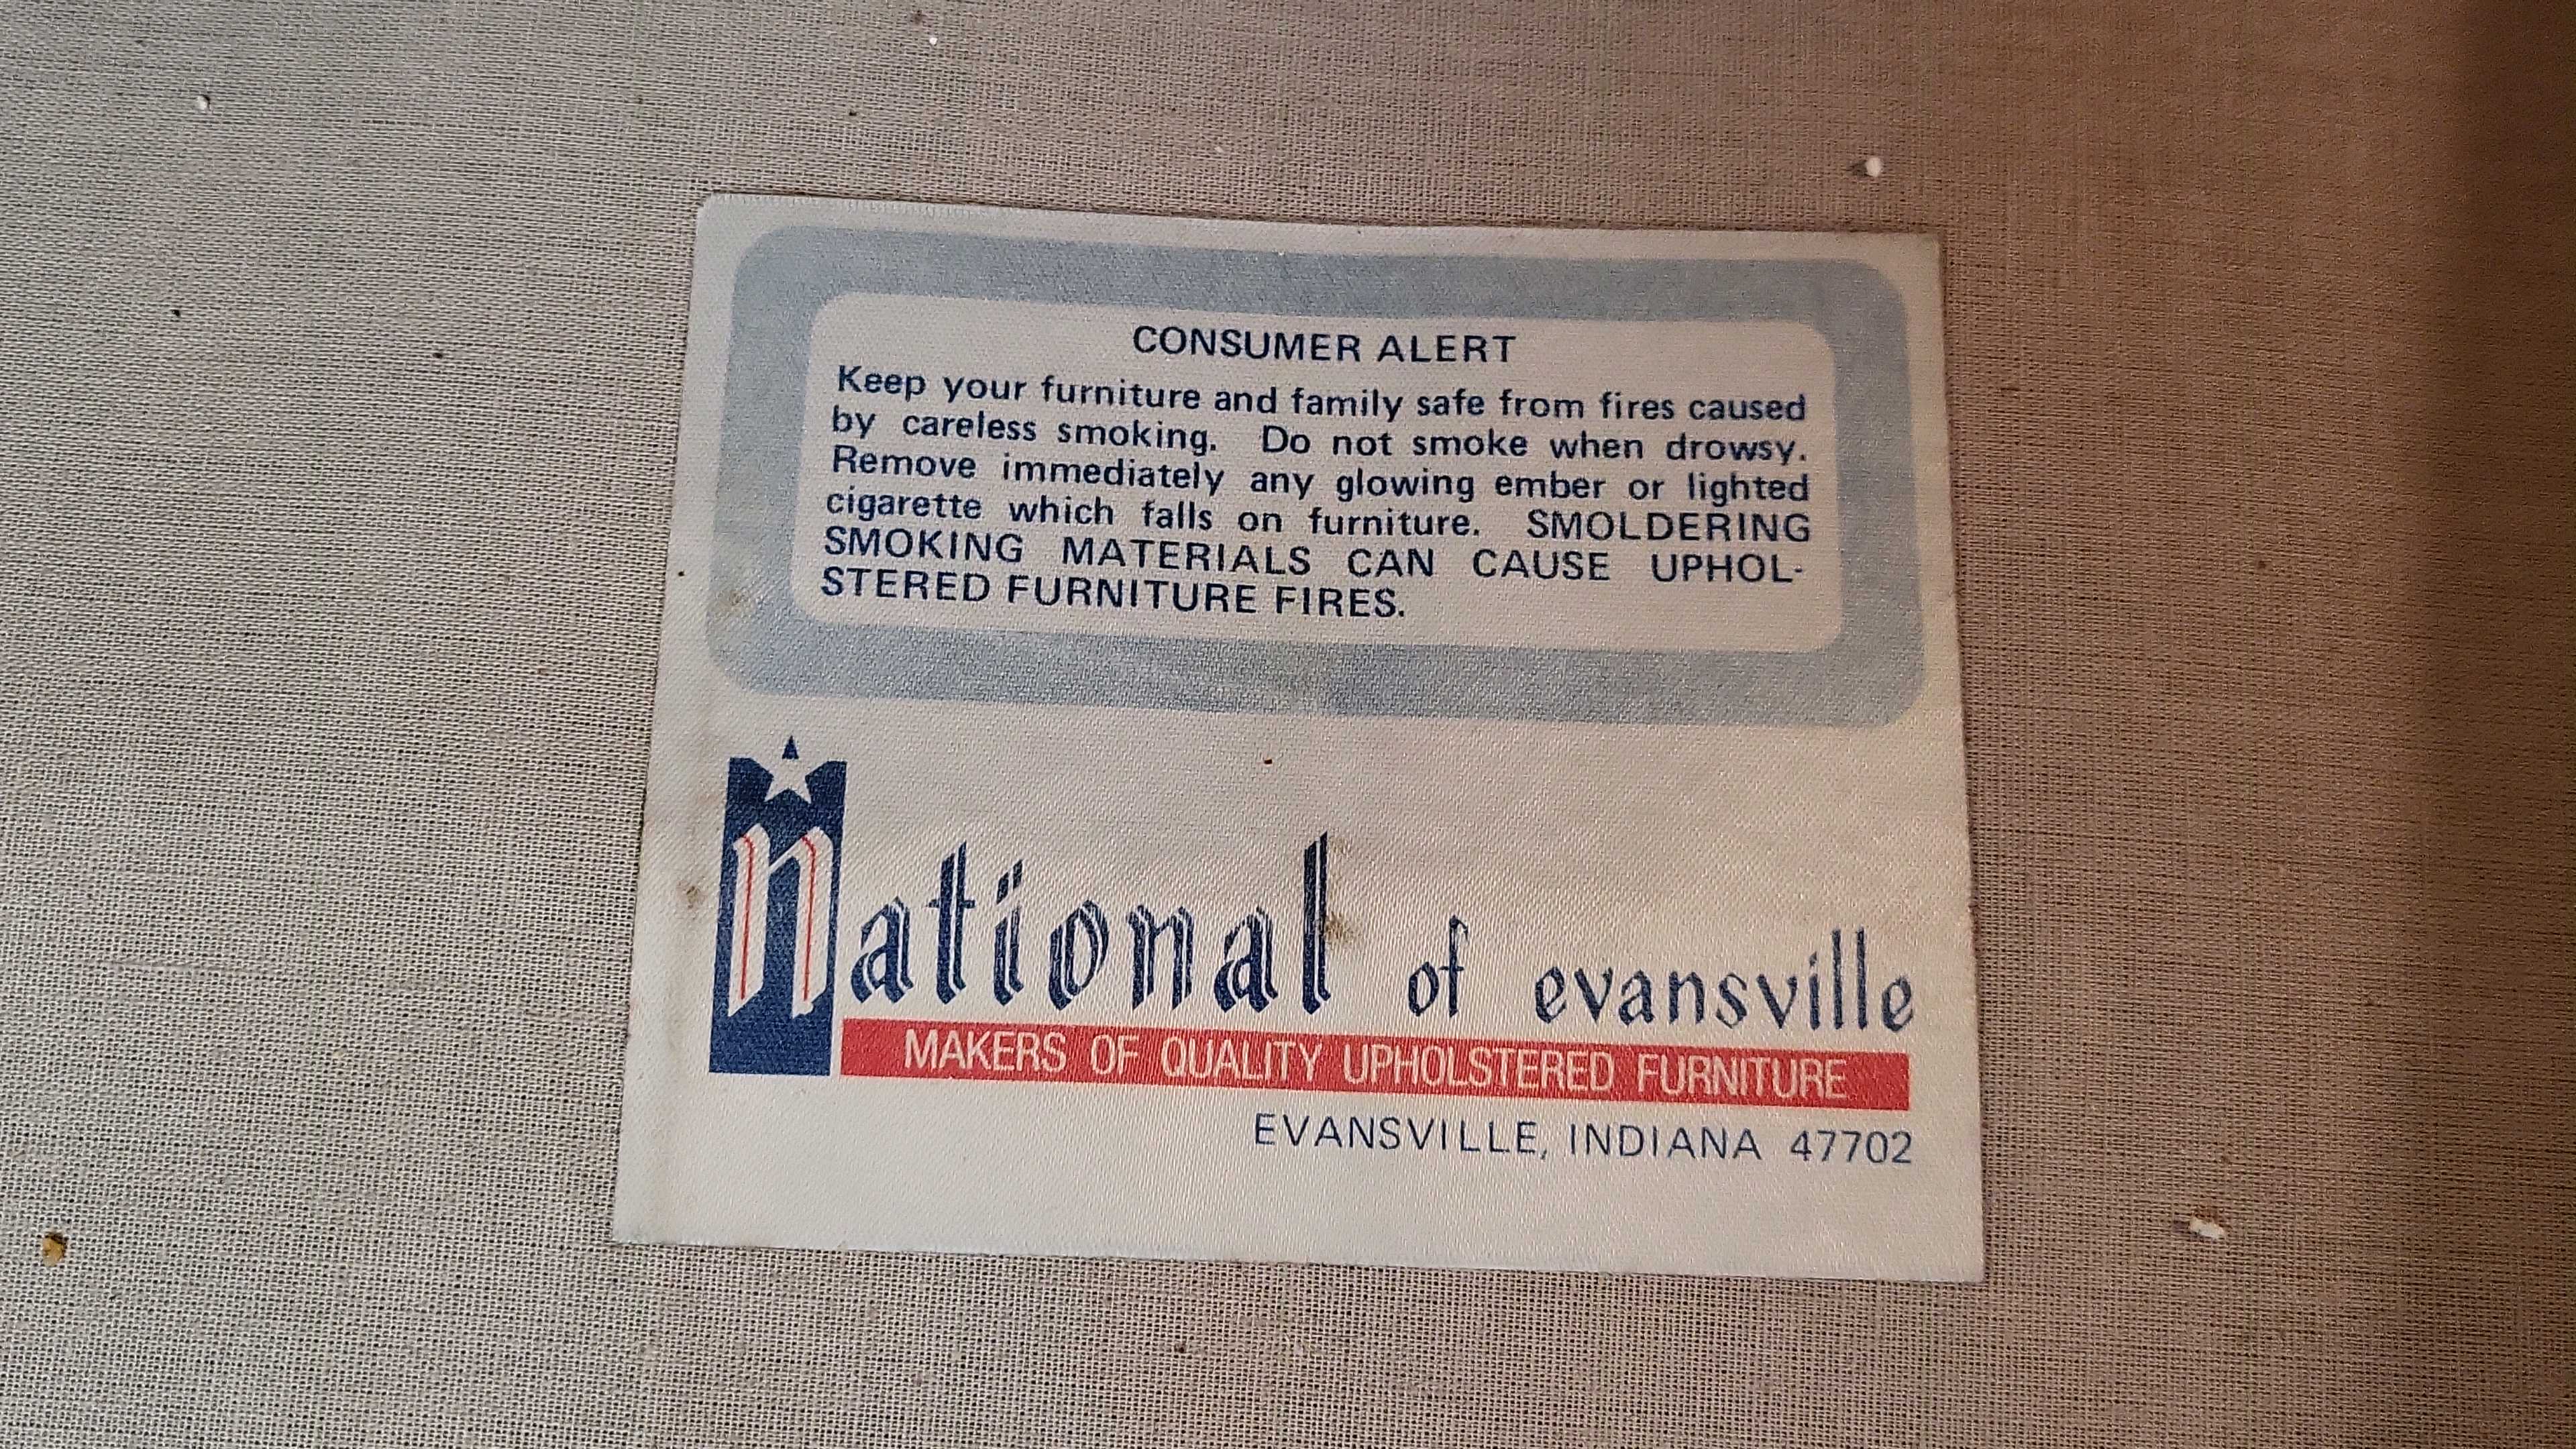 CONSUMER ALERT
Keep your furniture and family safe from fires caused
by careless smoking. Do not smoke when drowsy.
Remove immediately any glowing ember or lighted
cigarette which falls on furniture. SMOLDERING
SMOKING MATERIALS CAN CAUSE UPHOL-
STERED FURNITURE FIRES.
National of evansville
MAKERS OF QUALITY UPHOLSTERED FURNITURE
EVANSVILLE, INDIANA 47702